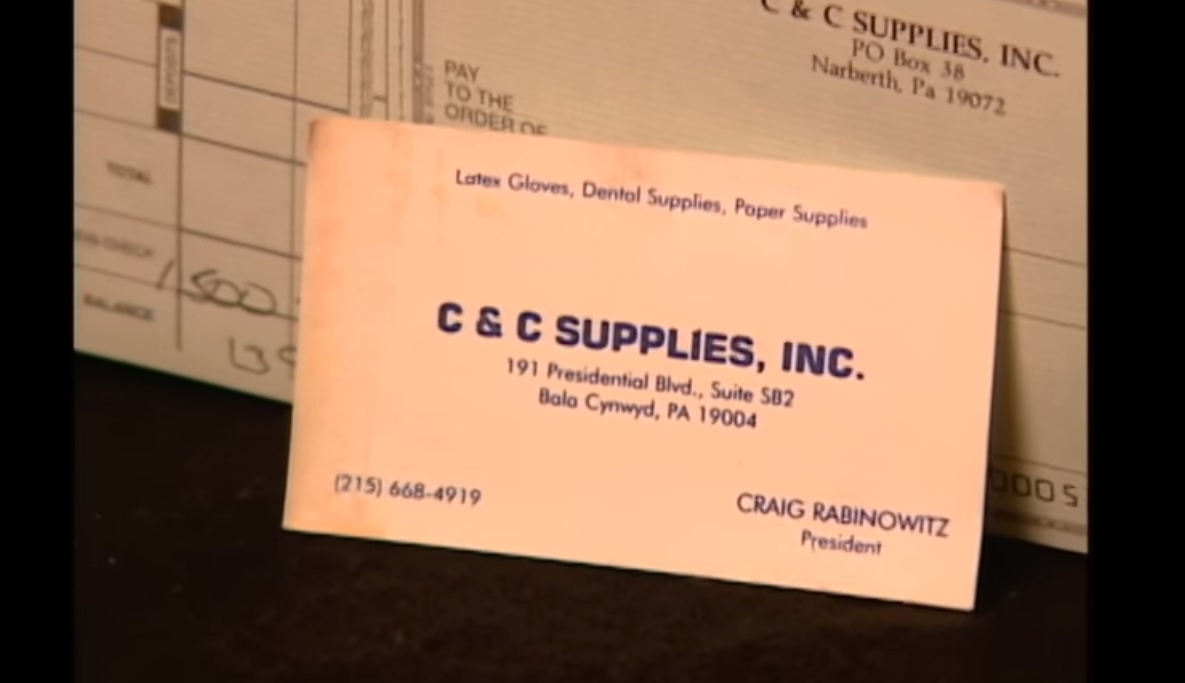 C & C SUPPLIES, INC.
PO Box 38
Narberth, Pa 19072
PAY
TO THE
ORDER OF
TOTAL
BALANCE
Latex Gloves, Dental Supplies, Paper Supplies
C & C SUPPLIES, INC.
191 Presidential Blvd., Suite SB2
Bala Cynwyd, PA 19004
(215) 668-4919
CRAIG RABINOWITZ
President